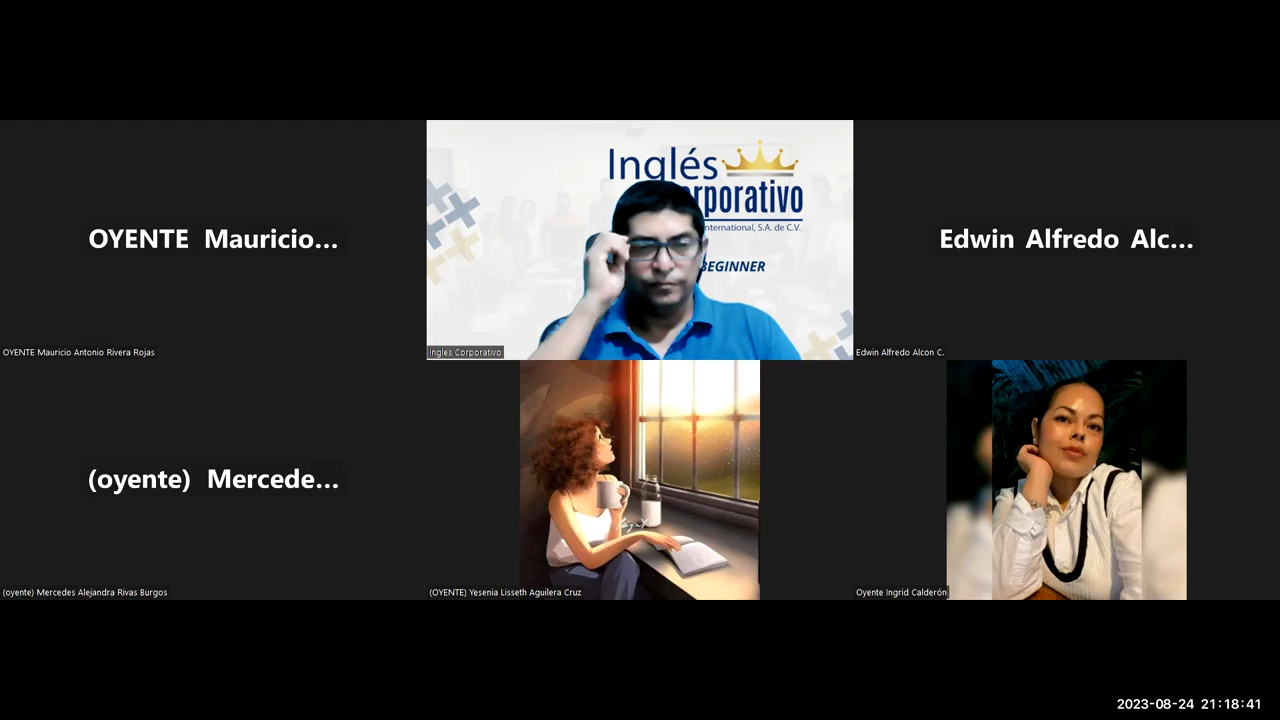 OYENTE Mauricio...
OYENTE Mauricio Antonio Rivera Rojas
Inglés
rporativo
nternational, S.A. de C.V.
BEGINNER
Ingles Corporativo
Edwin Alfredo Alc...
Edwin Alfredo Alcon C.
(oyente) Mercede...
(oyente) Mercedes Alejandra Rivas Burgos
(OYENTE) Yesenia Lisseth Aguilera Cruz
Oyente Ingrid Calderón
2023-08-24 21:18:41